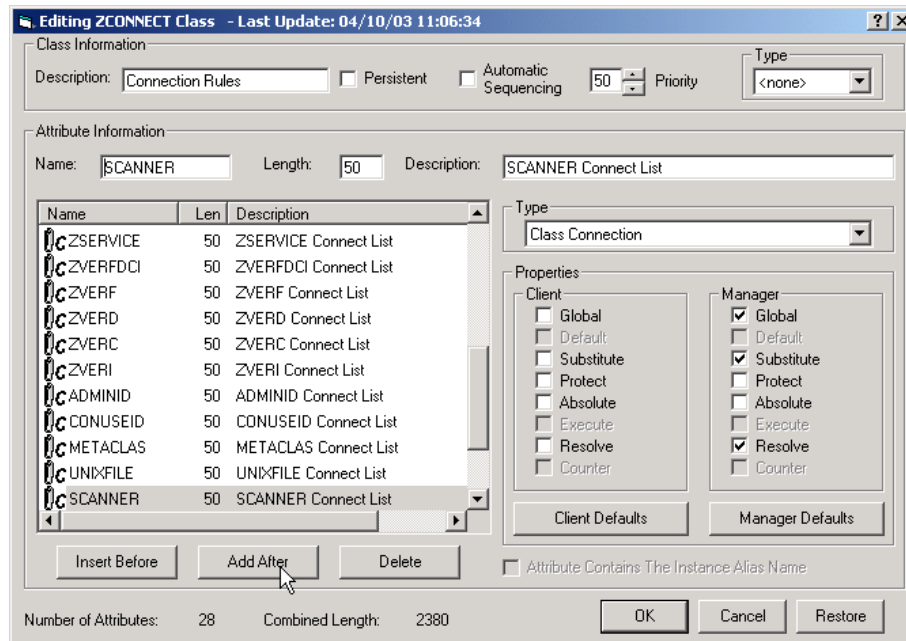 Editing ZCONNECT Class - Last Update: 04/10/03 11:06:34
Class Information
Description: Connection Rules Persistent Automatic Sequencing 50 Priority
Type
<none>
Attribute Information
Name: SCANNER Length: 50 Description: SCANNER Connect List
Name Len Description
ZSERVICE 50 ZSERVICE Connect List
ZVERFDCI 50 ZVERFDCI Connect List
ZVERF 50 ZVERF Connect List
ZVERD 50 ZVERD Connect List
ZVERC 50 ZVERC Connect List
ZVERI 50 ZVERI Connect List
ADMINID 50 ADMINID Connect List
CONUSEID 50 CONUSEID Connect List
METACLAS 50 METACLAS Connect List
UNIXFILE 50 UNIXFILE Connect List
SCANNER 50 SCANNER Connect List
Insert Before Add After Delete
Type
Class Connection
Properties
Client
Global
Default
Substitute
Protect
Absolute
Execute
Resolve
Counter
Manager
Global
Default
Substitute
Protect
Absolute
Execute
Resolve
Counter
Client Defaults Manager Defaults
Attribute Contains The Instance Alias Name
Number of Attributes: 28 Combined Length: 2380
OK Cancel Restore